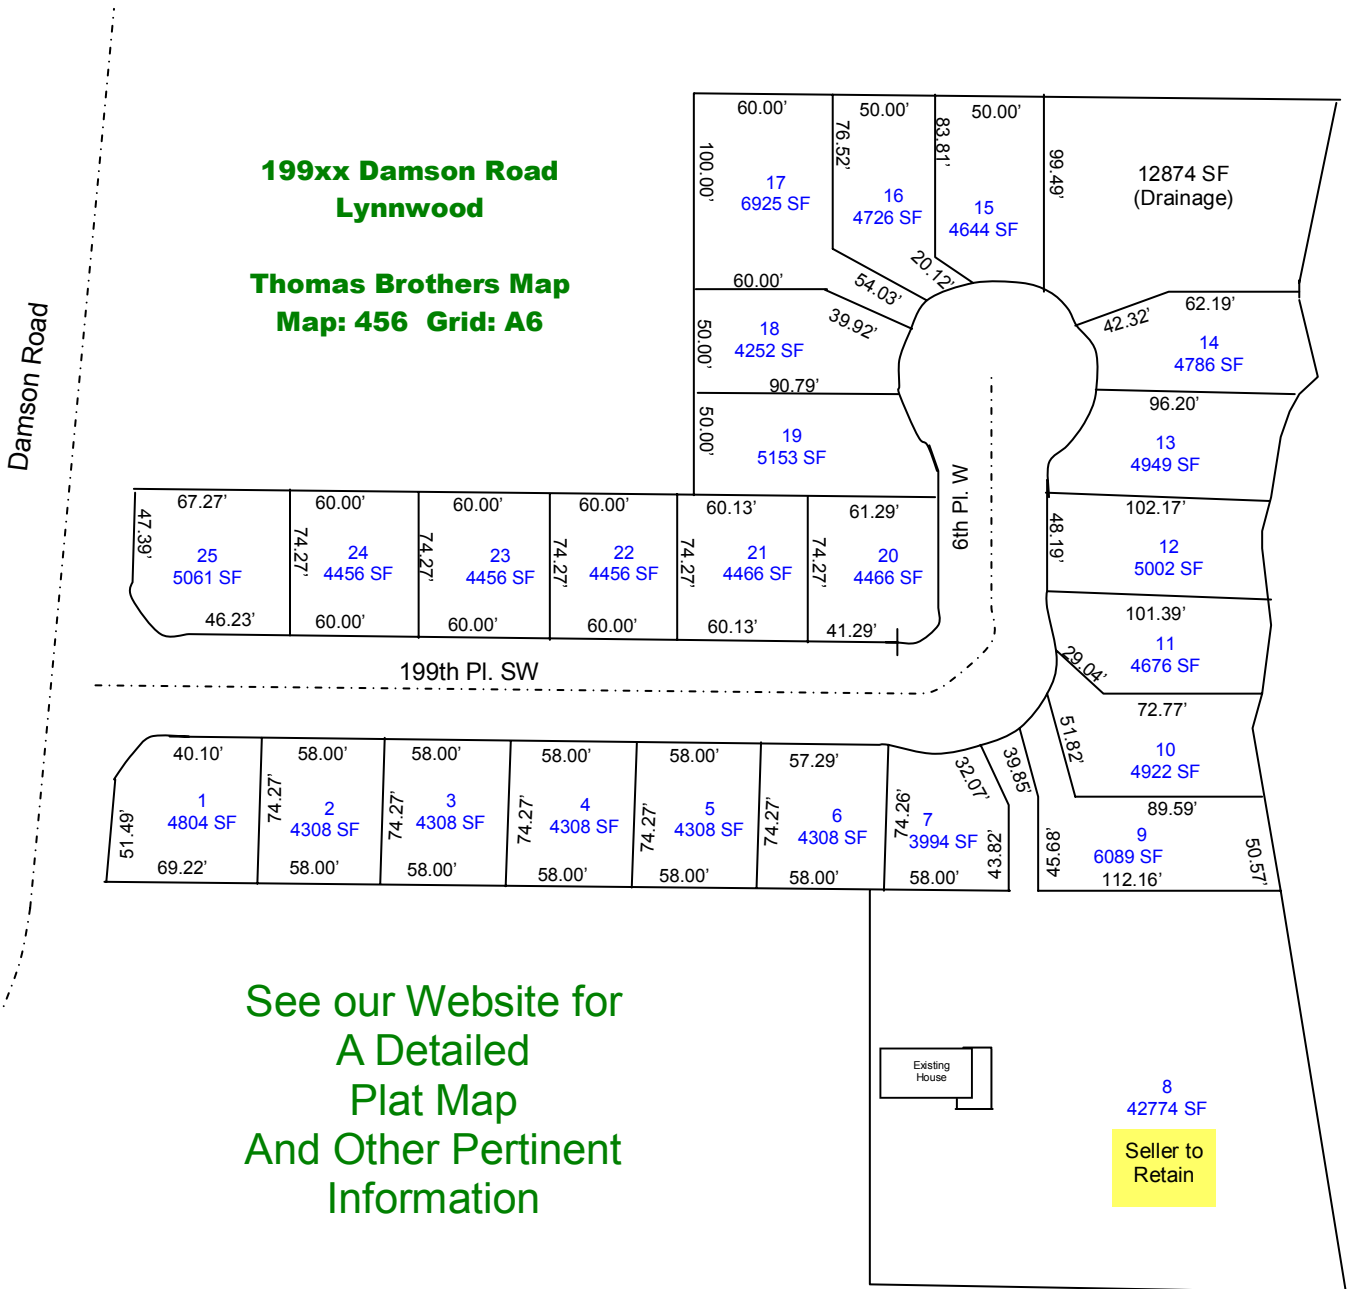 60.00’
50.00’
50.00’
100.00’
76.52’
83.81’
99.49’
199xx Damson Road
Lynnwood
Thomas Brothers Map
Map: 456 Grid: A6
17
6925 SF
16
4726 SF
15
4644 SF
12874 SF
(Drainage)
60.00’
54.03’
20.12’
39.92’
42.32’
62.19’
Damson Road
50.00’
18
4252 SF
90.79’
14
4786 SF
96.20’
50.00’
19
5153 SF
13
4949 SF
102.17’
67.27’
60.00’
60.00’
60.00’
60.13’
61.29’
6th Pl. W
47.39’
25
5061 SF
74.27’
24
4456 SF
74.27’
23
4456 SF
74.27’
22
4456 SF
74.27’
21
4466 SF
74.27’
20
4466 SF
48.19’
12
5002 SF
101.39’
46.23’
60.00’
60.00’
60.00’
60.13’
41.29’
29.04’
11
4676 SF
72.77’
199th Pl. SW
51.82’
10
4922 SF
89.59’
40.10’
58.00’
58.00’
58.00’
58.00’
57.29’
32.07’
39.85’
51.49’
1
4804 SF
74.27’
2
4308 SF
74.27’
3
4308 SF
74.27’
4
4308 SF
74.27’
5
4308 SF
74.27’
6
4308 SF
74.26’
7
3994 SF
43.82’
45.68’
9
6089 SF
50.57’
69.22’
58.00’
58.00’
58.00’
58.00’
58.00’
58.00’
112.16’
See our Website for
A Detailed
Plat Map
And Other Pertinent
Information
Existing
House
8
42774 SF
Seller to
Retain